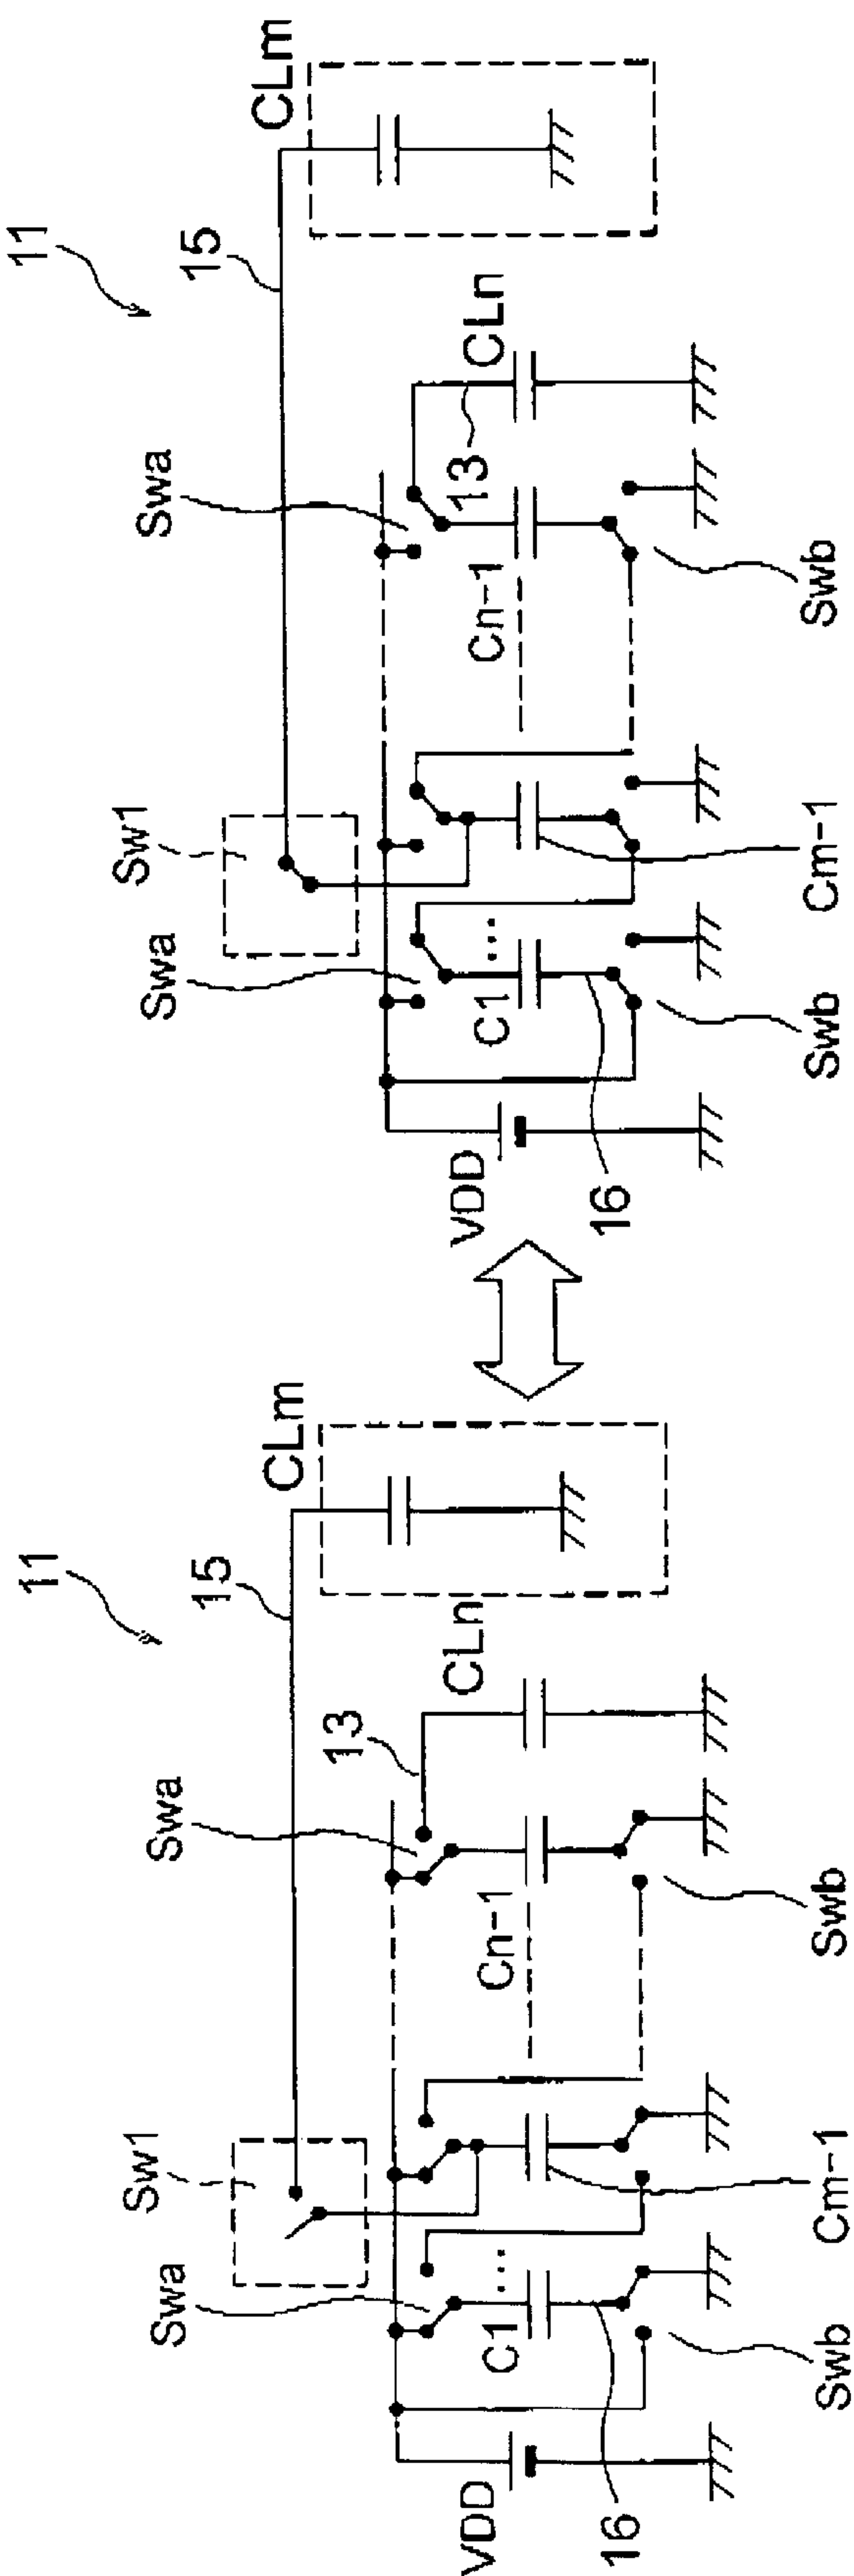 11
15
CLm
Sw1
Swa
Swa
13
CLn
C1
...
Cn-1
VDD
16
Swb
Cm-1
Swb
11
15
CLm
Sw1
Swa
Swa
13
CLn
C1
...
Cn-1
VDD
16
Swb
Cm-1
Swb